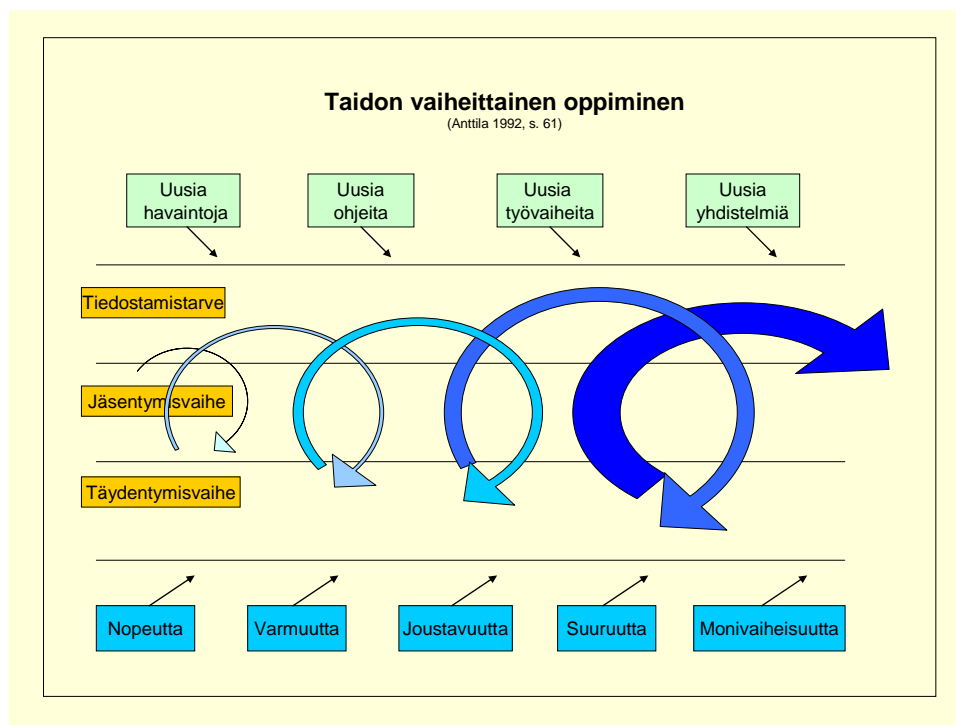 Taidon vaiheittainen oppiminen
(Anttila 1992, s. 61)
Uusia
havaintoja
Uusia
ohjeita
Uusia
työvaiheita
Uusia
yhdistelmiä
Tiedostamistarve
Jäsentymisvaihe
Täydentymisvaihe
Nopeutta
Varmuutta
Joustavuutta
Suuruutta
Monivaiheisuutta